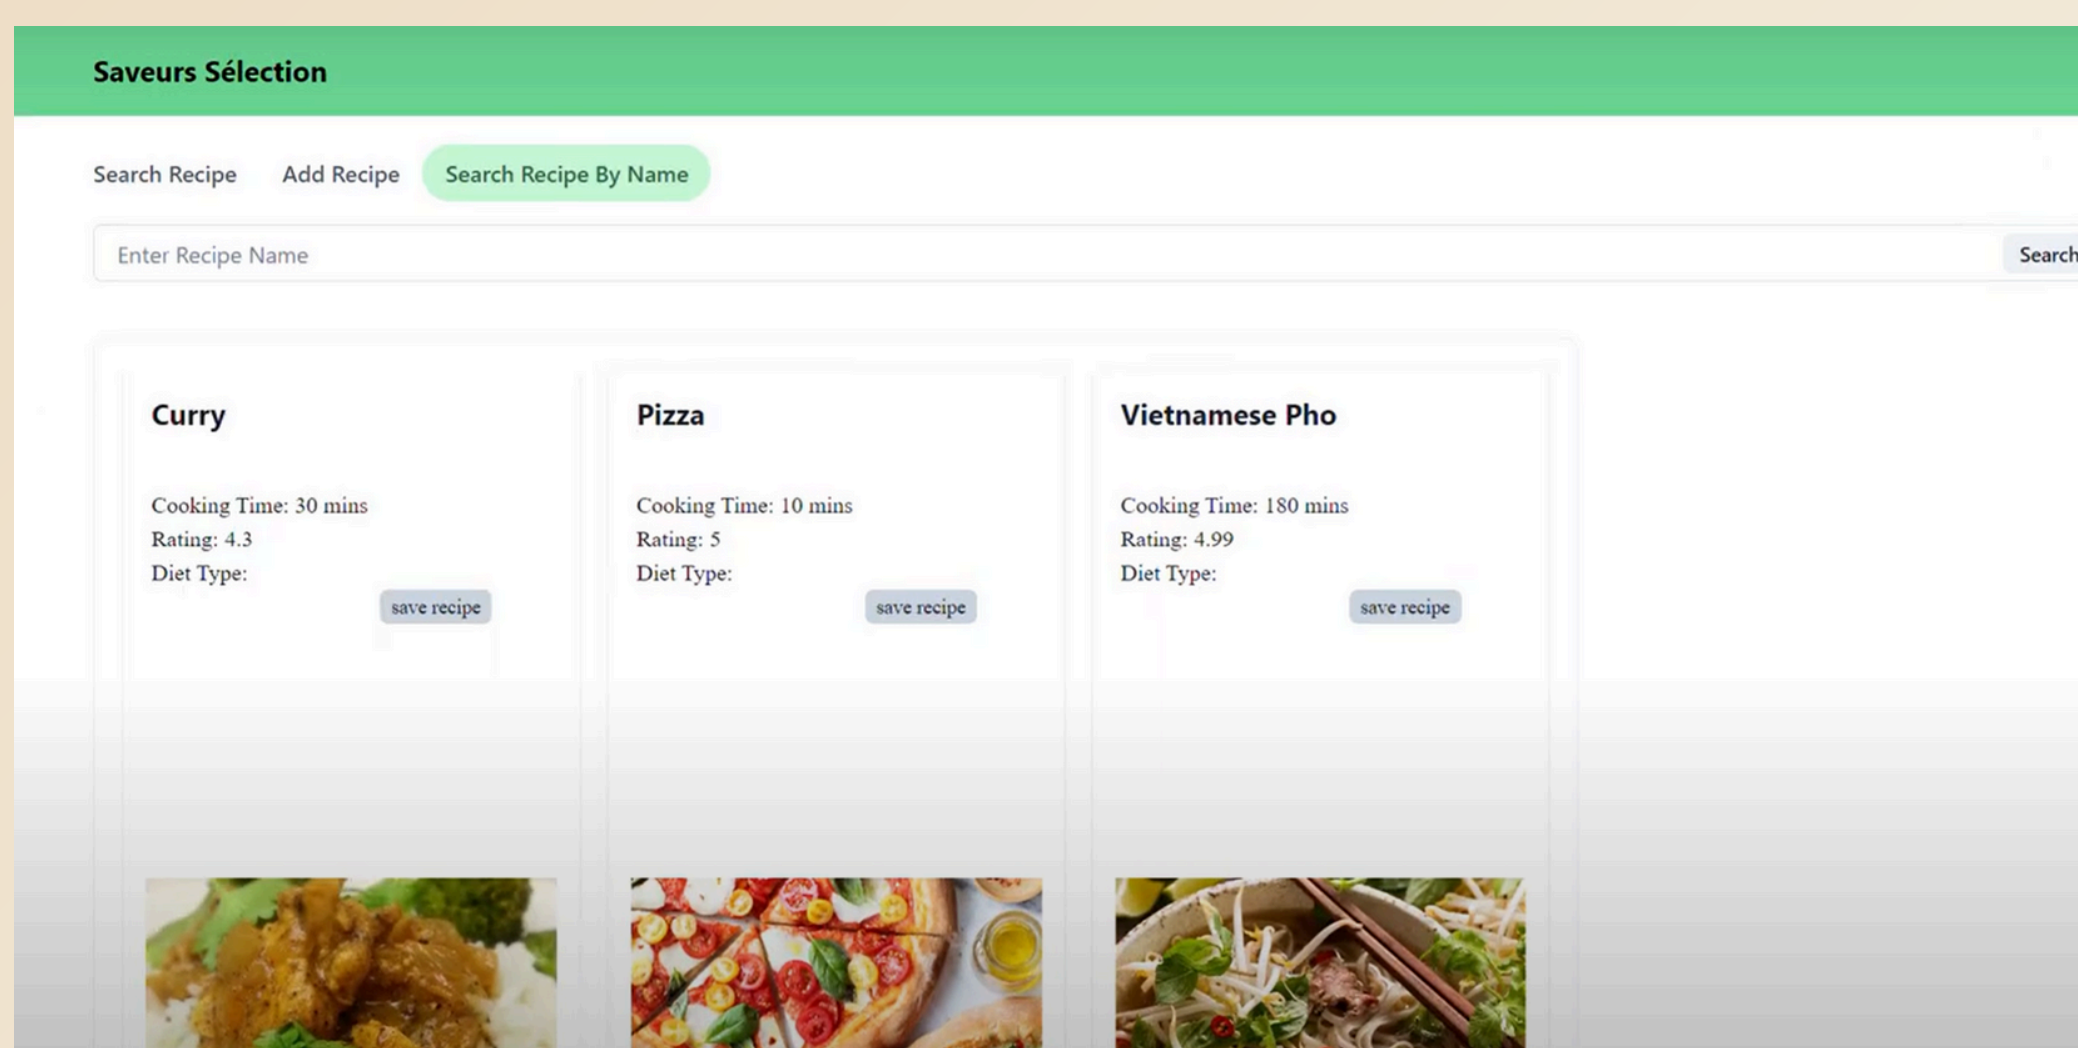 Saveurs Sélection
Search Recipe Add Recipe Search Recipe By Name
Enter Recipe Name Search
Curry
Cooking Time: 30 mins
Rating: 4.3
Diet Type:
save recipe
Pizza
Cooking Time: 10 mins
Rating: 5
Diet Type:
save recipe
Vietnamese Pho
Cooking Time: 180 mins
Rating: 4.99
Diet Type:
save recipe